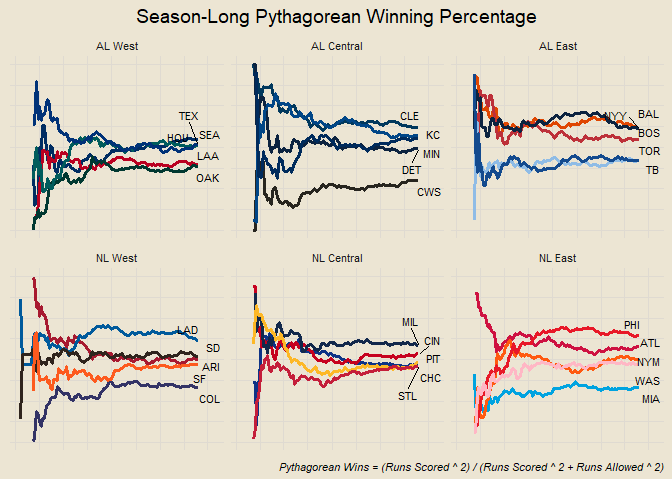 Season-Long Pythagorean Winning Percentage
AL West
AL Central
AL East
TEX
HOU
SEA
LAA
OAK
CLE
KC
MIN
DET
CWS
NYY
BAL
BOS
TOR
TB
NL West
NL Central
NL East
LAD
SD
ARI
SF
COL
MIL
CIN
PIT
CHC
STL
PHI
ATL
NYM
WAS
MIA
Pythagorean Wins = (Runs Scored ^ 2) / (Runs Scored ^ 2 + Runs Allowed ^ 2)